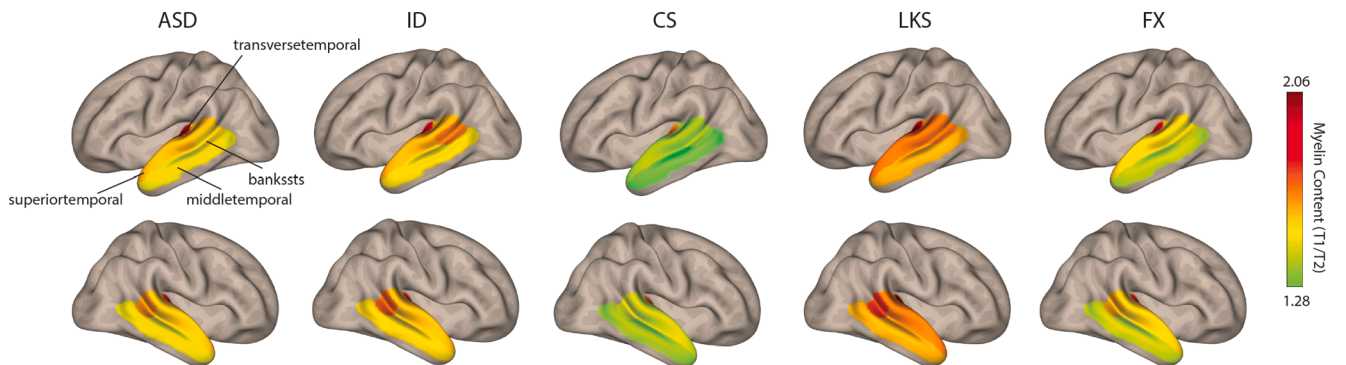 ASD
ID
CS
LKS
FX
transversetemporal
bankssts
superiortemporal
middletemporal
2.06
Myelin Content (T1/T2)
1.28